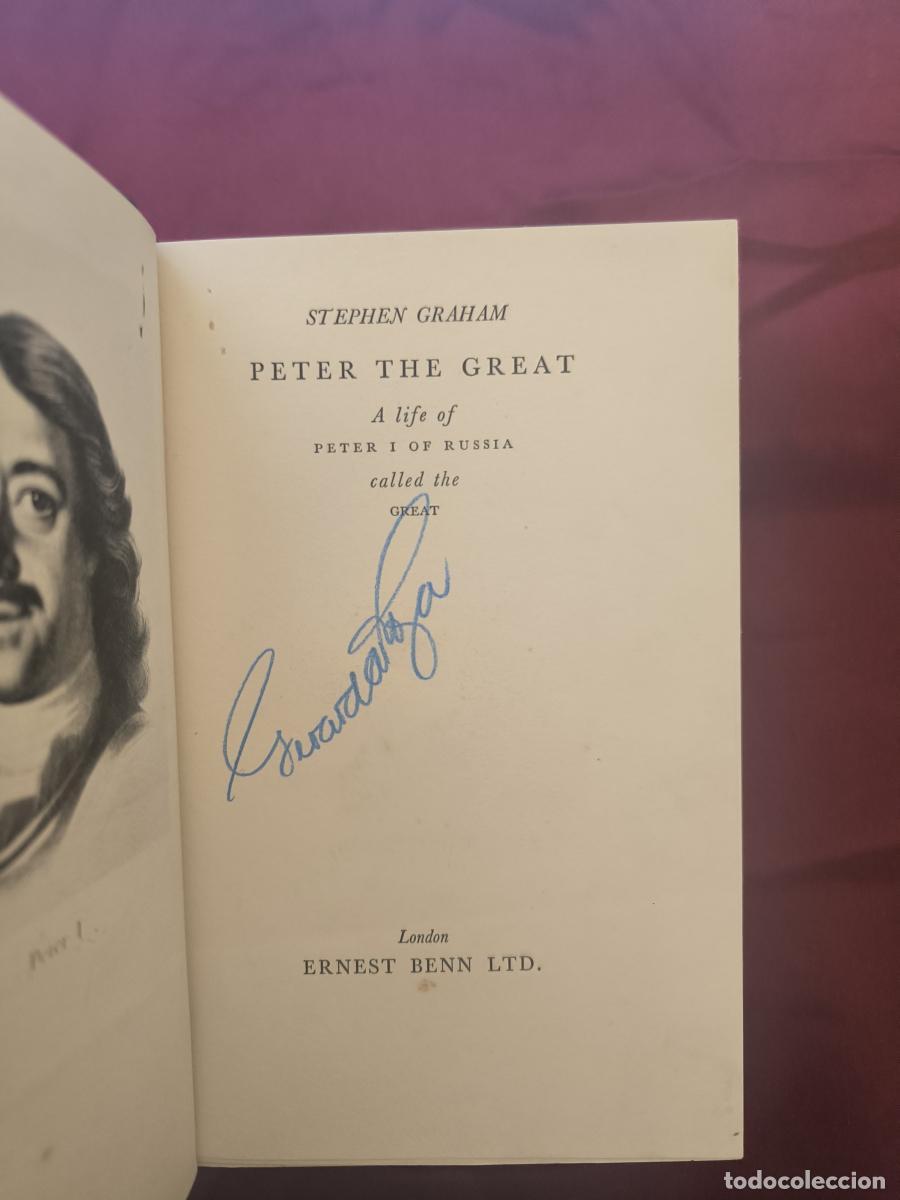 STEPHEN GRAHAM
PETER THE GREAT
A life of
PETER I OF RUSSIA
called the
GREAT
London
ERNEST BENN LTD.
todocoleccion